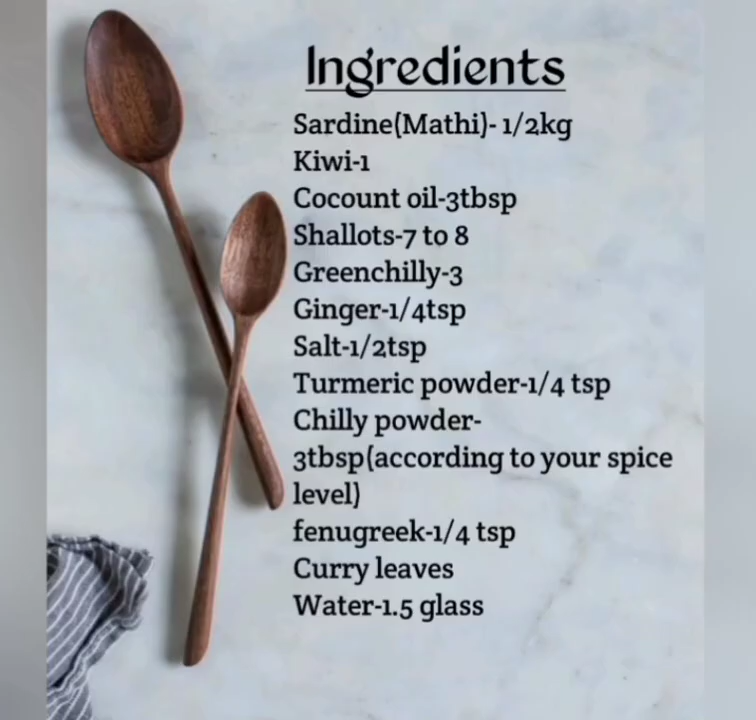 Ingredients
Sardine(Mathi)- 1/2kg
Kiwi-1
Cocount oil-3tbsp
Shallots-7 to 8
Greenchilly-3
Ginger-1/4tsp
Salt-1/2tsp
Turmeric powder-1/4 tsp
Chilly powder-
3tbsp(according to your spice
level)
fenugreek-1/4 tsp
Curry leaves
Water-1.5 glass